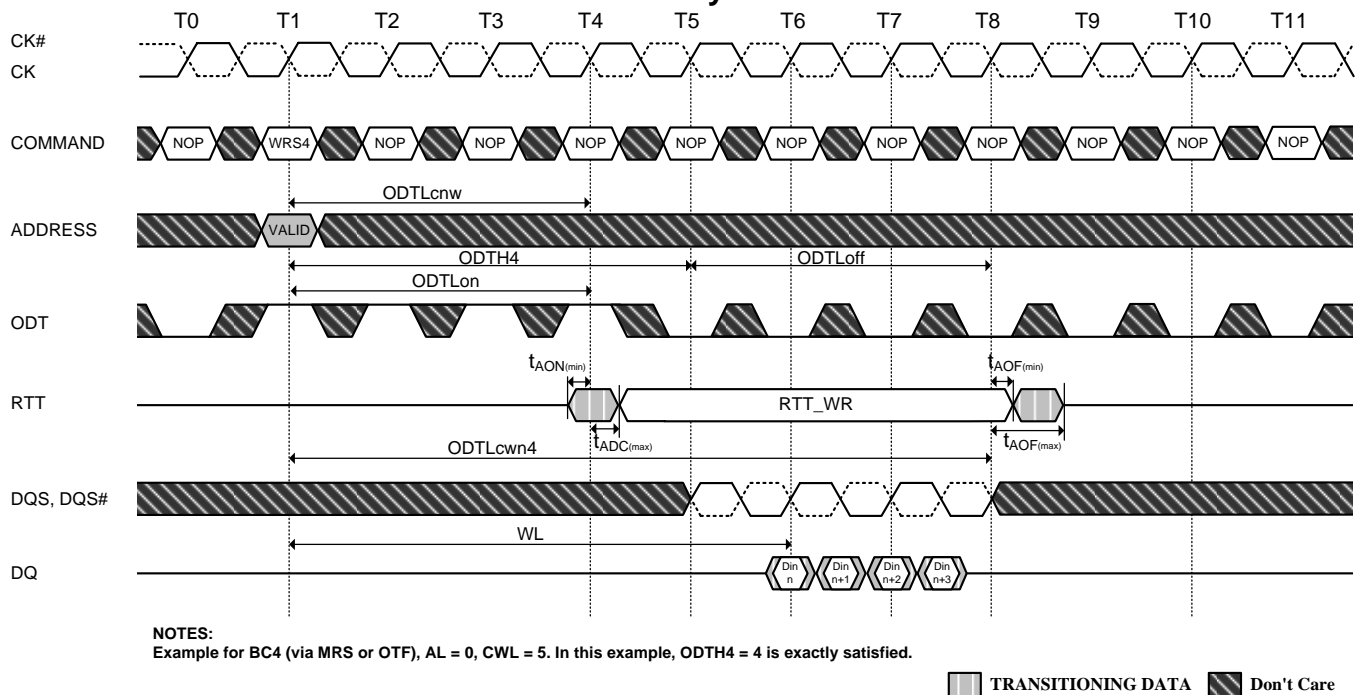 T0 T1 T2 T3 T4 T5 T6 T7 T8 T9 T10 T11
CK#
CK
COMMAND NOP WRS4 NOP NOP NOP NOP NOP NOP NOP NOP NOP NOP
ODTLcnw
ADDRESS VALID
ODTH4 ODTLoff
ODTLon
ODT
tAON(min) tAOF(min)
RTT RTT_WR
tADC(max) tAOF(max)
ODTLcwn4
DQS, DQS#
WL
DQ Din n Din n+1 Din n+2 Din n+3
NOTES:
Example for BC4 (via MRS or OTF), AL = 0, CWL = 5. In this example, ODTH4 = 4 is exactly satisfied.
TRANSITIONING DATA Don't Care